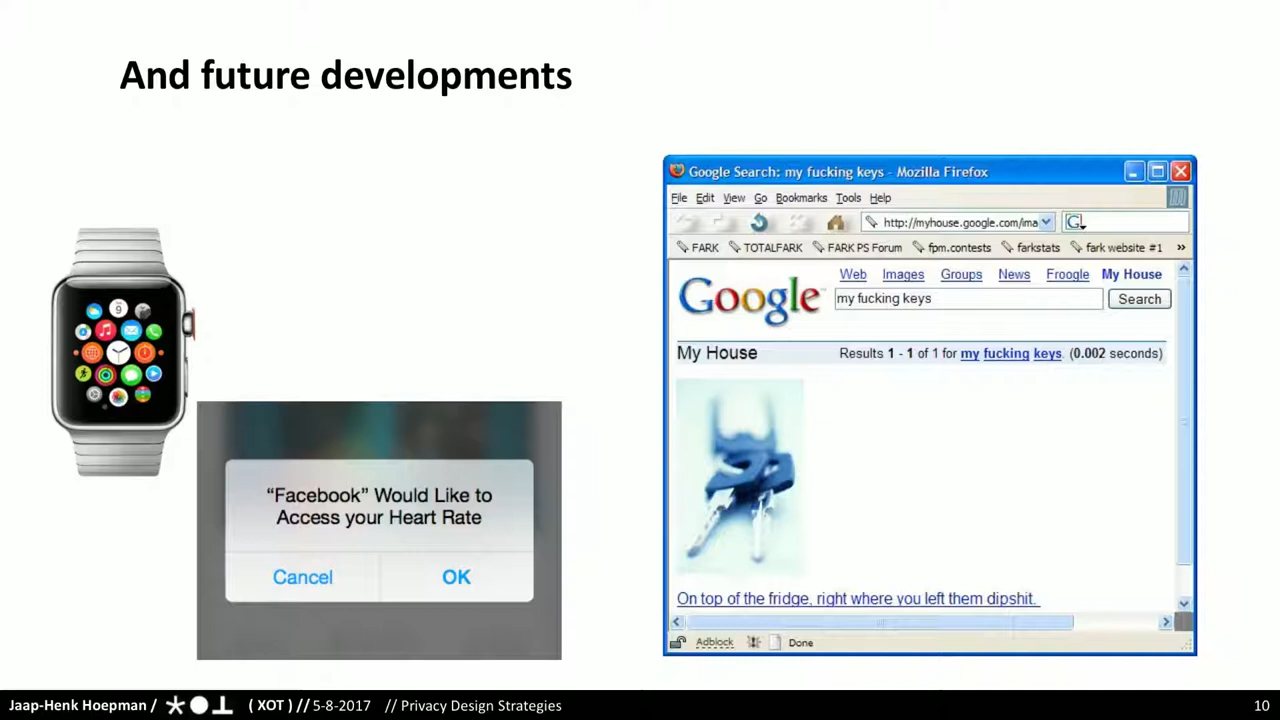 And future developments
9
"Facebook" Would Like to
Access your Heart Rate
Cancel OK
Google Search: my fucking keys - Mozilla Firefox
File Edit View Go Bookmarks Tools Help
http://myhouse.google.com/ima G
FARK TOTALFARK FARK PS Forum fpm.contests farkstats fark website #1 »
Web Images Groups News Froogle My House
Google™ my fucking keys Search
My House Results 1 - 1 of 1 for my fucking keys. (0.002 seconds)
On top of the fridge, right where you left them dipshit.
Adblock Done
Jaap-Henk Hoepman / ( XOT ) // 5-8-2017 // Privacy Design Strategies 10